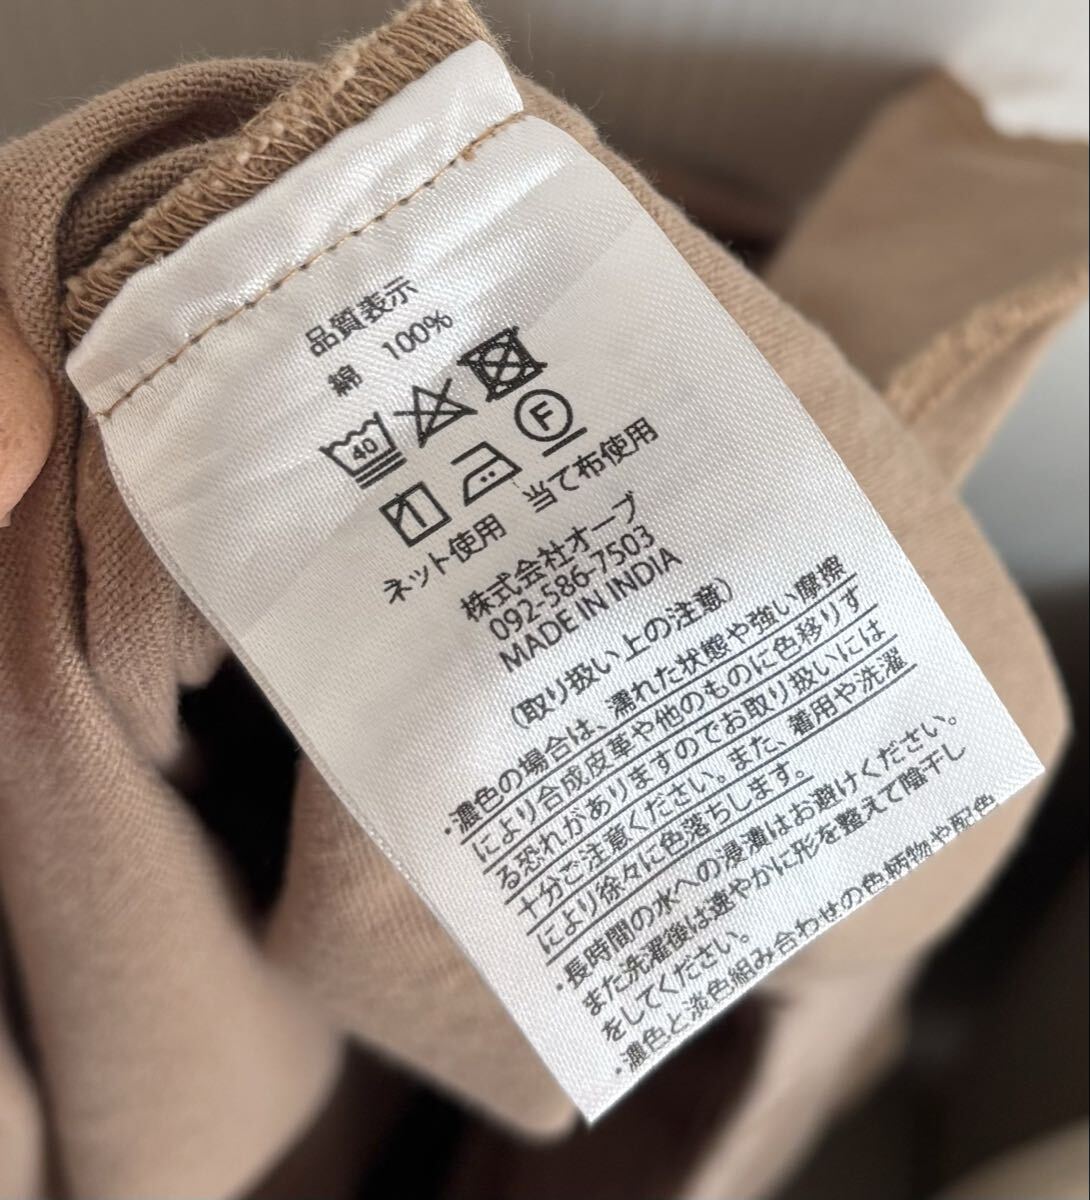 品質表示
綿 100%
40
F
ネット使用 当て布使用
株式会社オーブ
092-586-7503
MADE IN INDIA
(取り扱い上の注意)
・濃色の場合は、濡れた状態や強い摩擦
により合成皮革や他のものに色移りす
る恐れがありますのでお取り扱いには
十分ご注意ください。また、着用や洗濯
により徐々に色落ちします。
・長時間の水への浸漬はお避けください。
また洗濯後は速やかに形を整えて陰干し
をしてください。
・濃色と淡色組み合わせの色柄物や配色